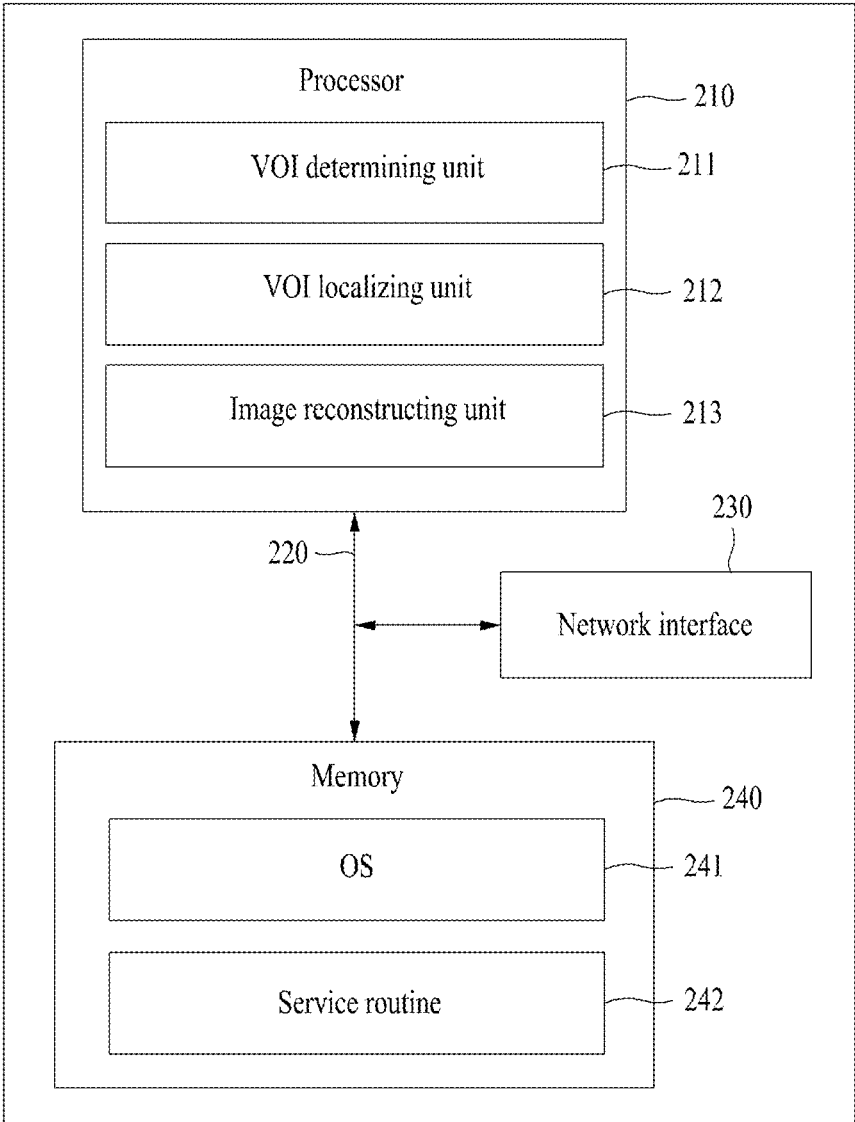 Processor
210
VOI determining unit
211
VOI localizing unit
212
Image reconstructing unit
213
220
230
Network interface
Memory
240
OS
241
Service routine
242